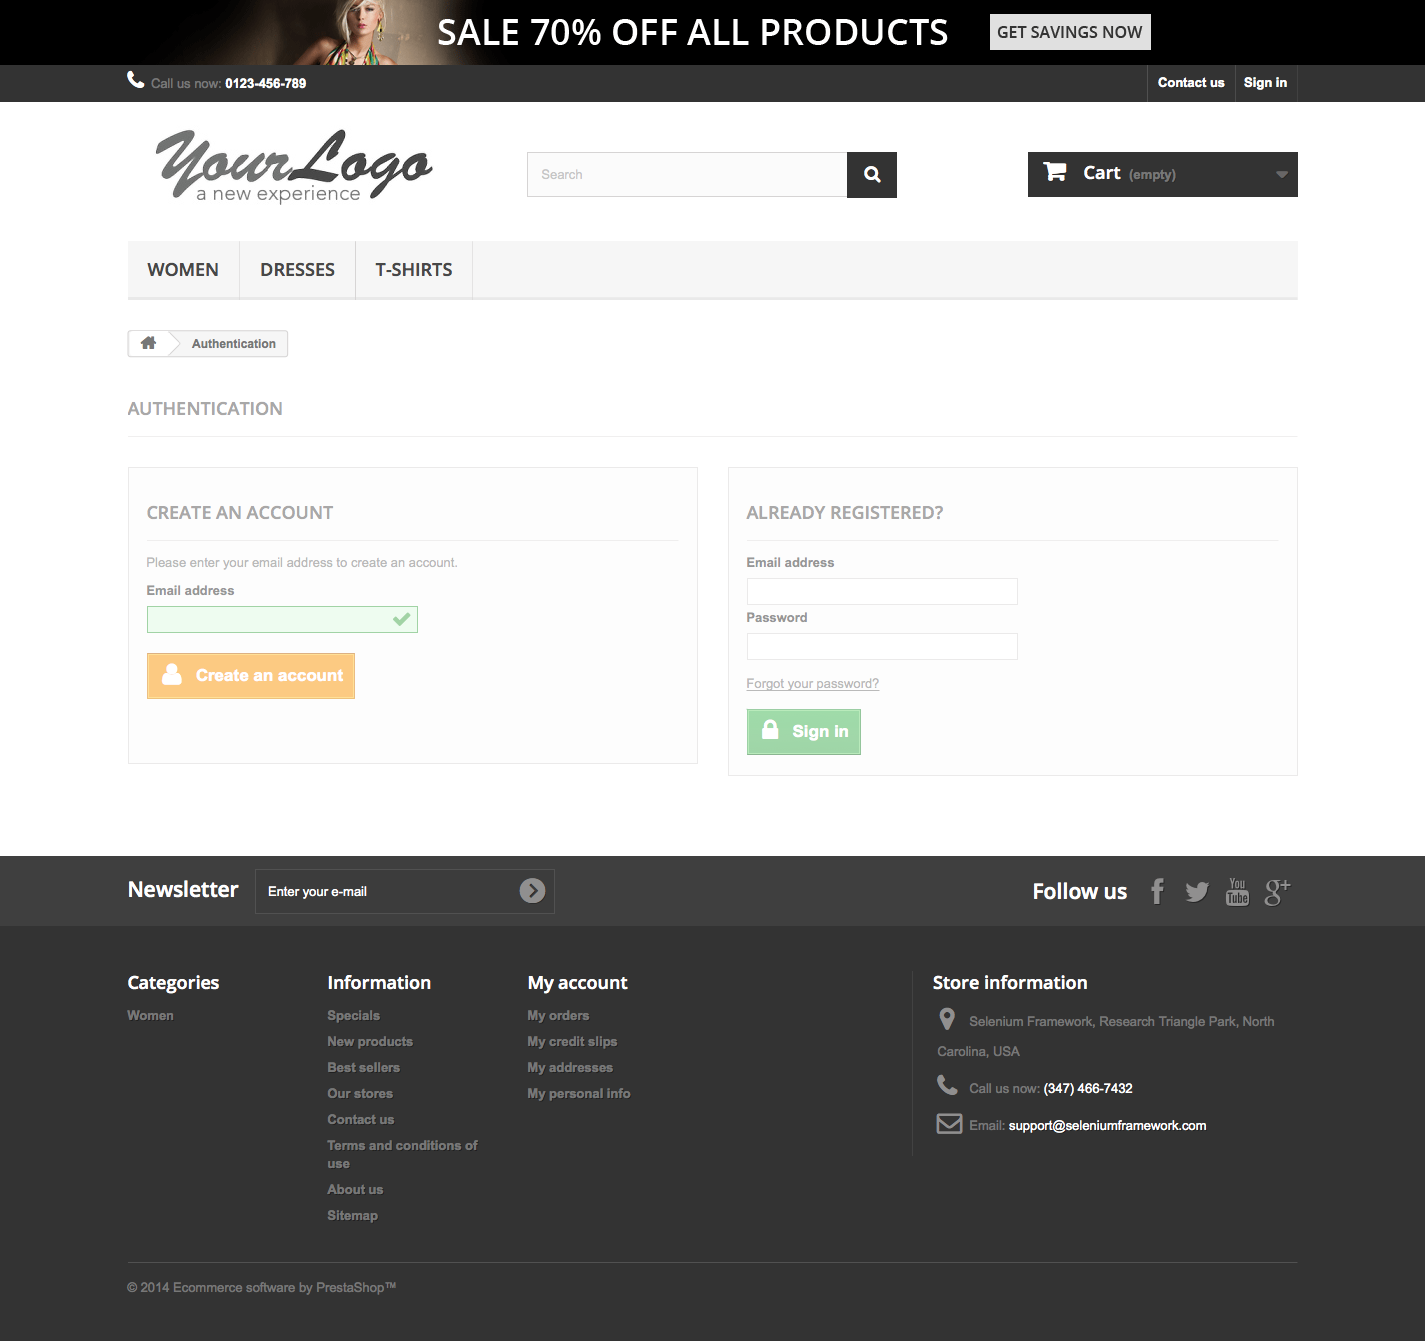 SALE 70% OFF ALL PRODUCTS GET SAVINGS NOW
Call us now: 0123-456-789
Contact us
Sign in
YourLogo
a new experience
Search
Cart (empty)
WOMEN DRESSES T-SHIRTS
Authentication
AUTHENTICATION
CREATE AN ACCOUNT
Please enter your email address to create an account.
Email address
Create an account
ALREADY REGISTERED?
Email address
Password
Forgot your password?
Sign in
Newsletter
Enter your e-mail
Follow us
f
You
Tube
g+
Categories
Women
Information
Specials
New products
Best sellers
Our stores
Contact us
Terms and conditions of
use
About us
Sitemap
My account
My orders
My credit slips
My addresses
My personal info
Store information
Selenium Framework, Research Triangle Park, North
Carolina, USA
Call us now: (347) 466-7432
Email: support@seleniumframework.com
© 2014 Ecommerce software by PrestaShop™